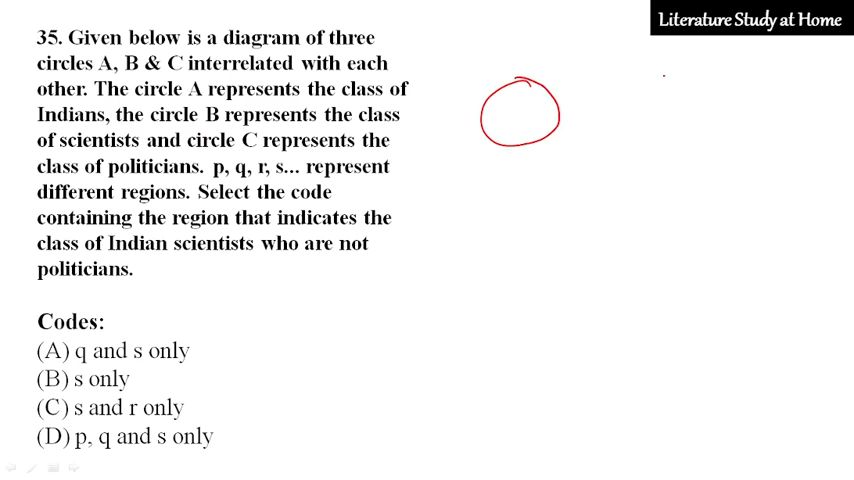 Literature Study at Home
35. Given below is a diagram of three
circles A, B & C interrelated with each
other. The circle A represents the class of
Indians, the circle B represents the class
of scientists and circle C represents the
class of politicians. p, q, r, s... represent
different regions. Select the code
containing the region that indicates the
class of Indian scientists who are not
politicians.
Codes:
(A) q and s only
(B) s only
(C) s and r only
(D) p, q and s only